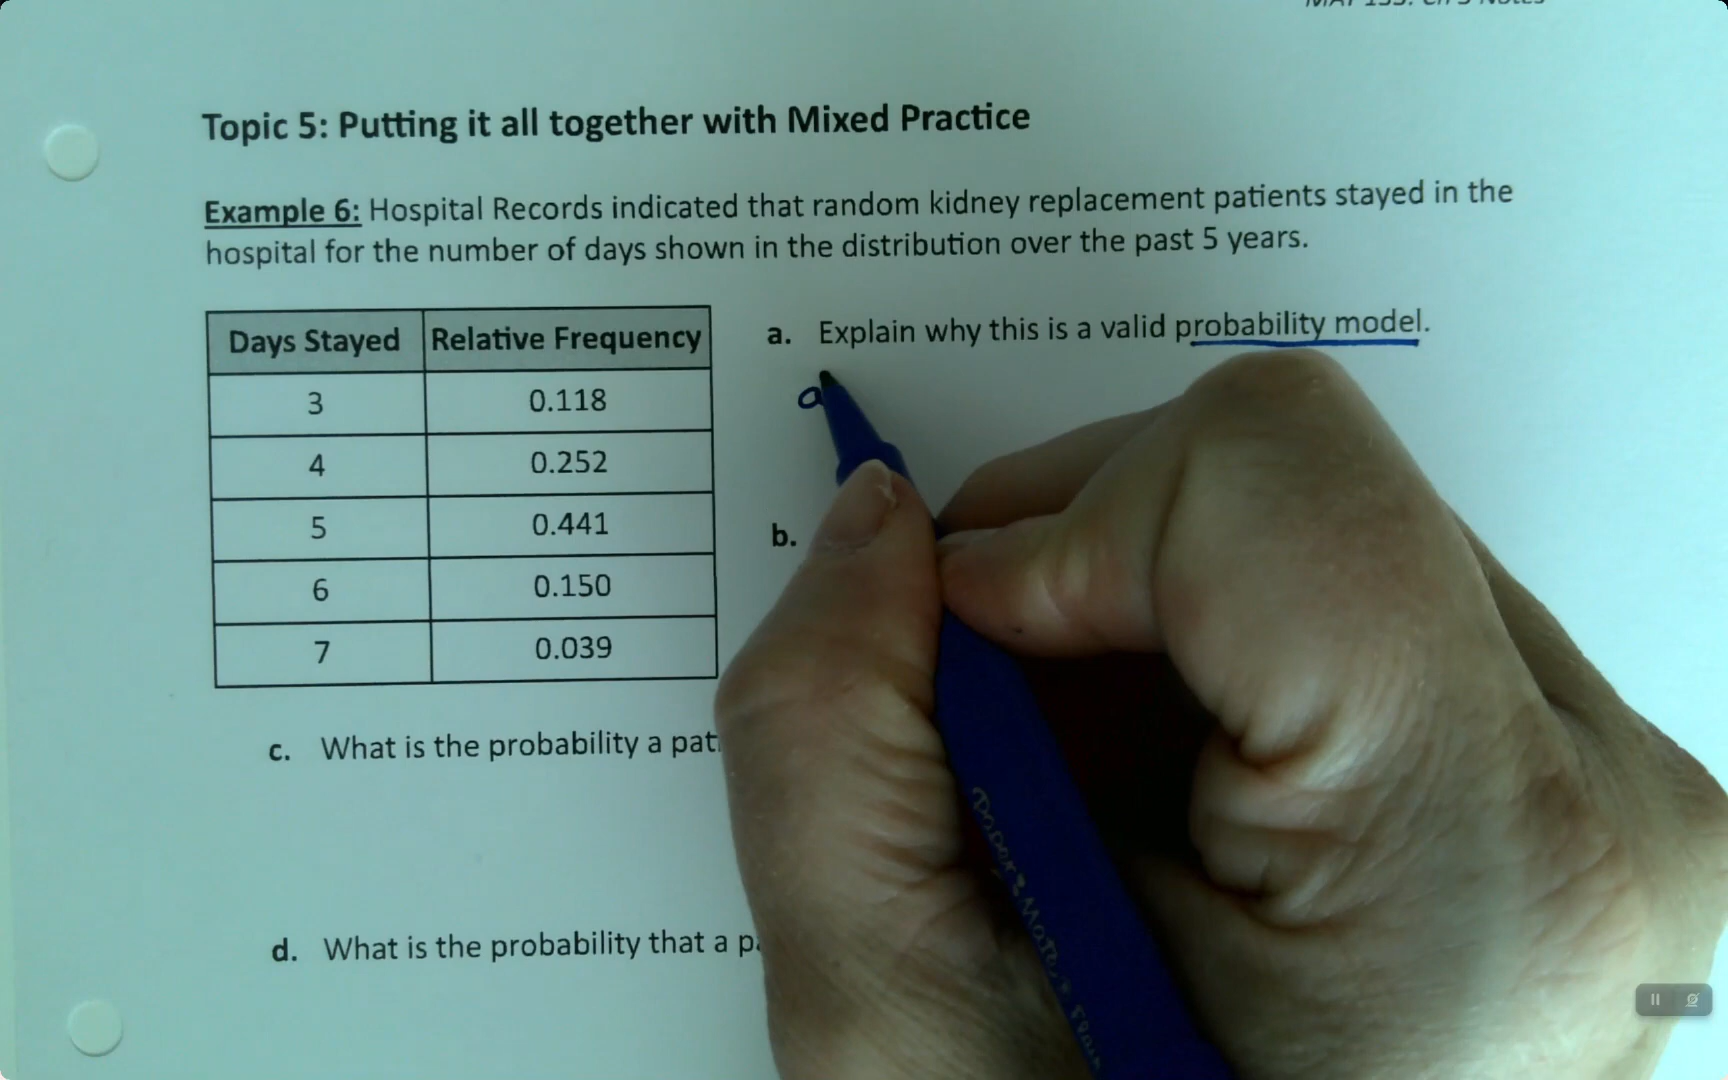 Topic 5: Putting it all together with Mixed Practice
Example 6: Hospital Records indicated that random kidney replacement patients stayed in the
hospital for the number of days shown in the distribution over the past 5 years.
Days Stayed Relative Frequency
3 0.118
4 0.252
5 0.441
6 0.150
7 0.039
a. Explain why this is a valid probability model.
a
b.
c. What is the probability a
d. What is the probability that a